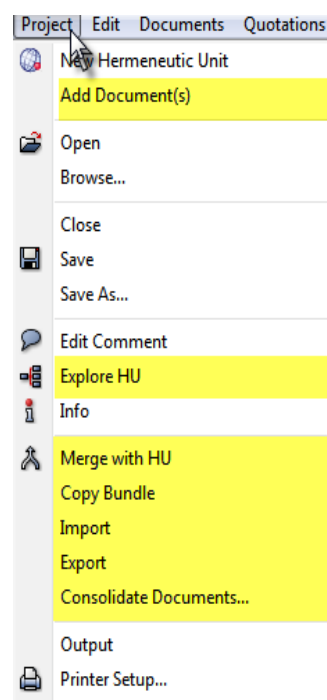 Project Edit Documents Quotations
New Hermeneutic Unit
Add Document(s)
Open
Browse...
Close
Save
Save As...
Edit Comment
Explore HU
Info
Merge with HU
Copy Bundle
Import
Export
Consolidate Documents...
Output
Printer Setup...